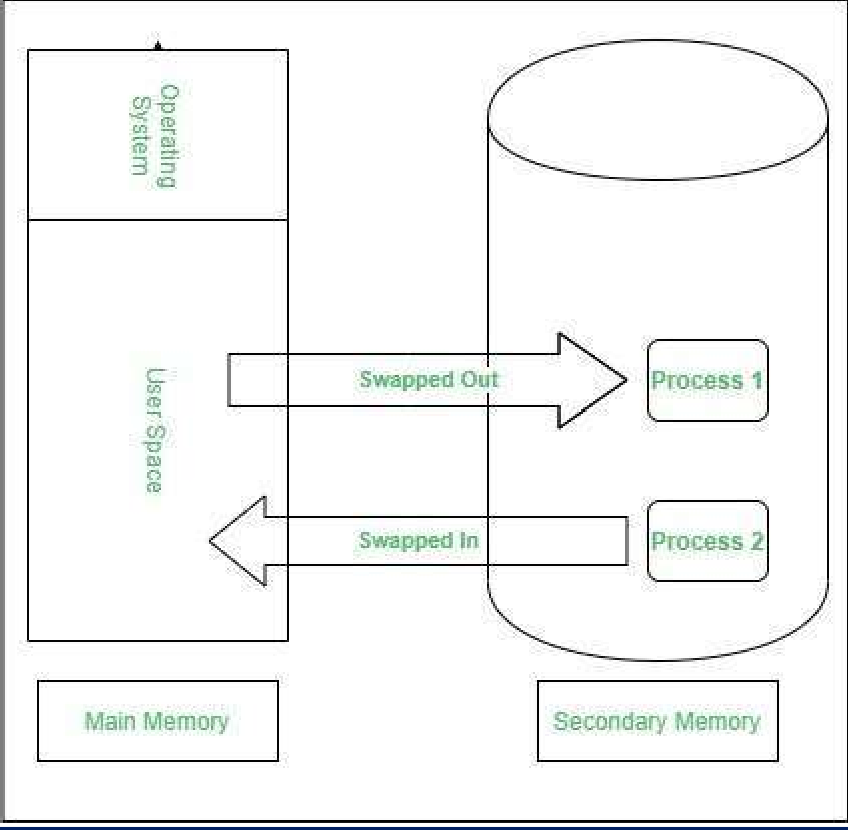 Operating
System
User Space
Swapped Out
Process 1
Swapped In
Process 2
Main Memory
Secondary Memory